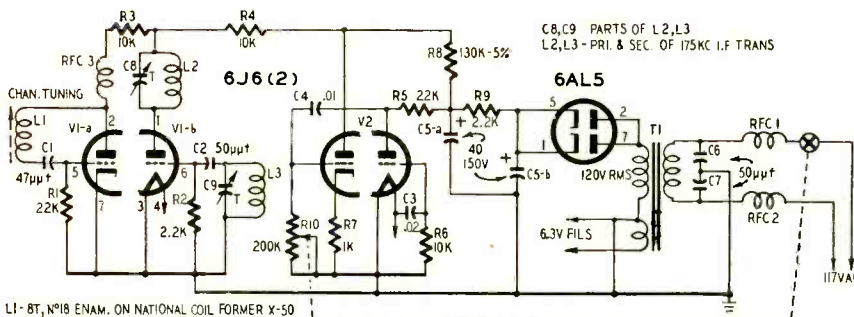 R3
10K
R4
10K
C8,C9 PARTS OF L2,L3
L2,L3-PRI. & SEC. OF 175KC I.F TRANS
RFC 3
C8
T
L2
6J6(2)
R8
130K-5%
6AL5
CHAN. TUNING
L1
C4
.01
R5
22K
R9
2.2K
5
2
V1-a
2
1
V1-b
C2
50µµf
V2
C5-a
40
150V
1
7
T1
RFC 1
C1
47µµf
5
6
C9
T
L3
C5-b
120V RMS
C6
50µµf
C7
R1
22K
7
3
4
R2
2.2K
R10
200K
R7
1K
C3
.02
R6
10K
6.3V FILS
RFC 2
117VAC
L1-8T, Nº18 ENAM. ON NATIONAL COIL FORMER X-50